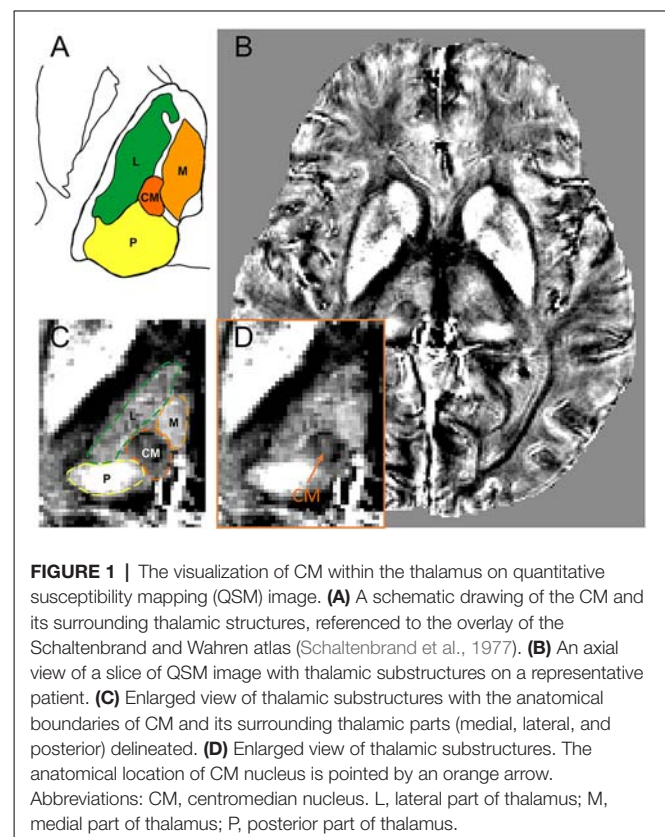 A
B
L
M
CM
P
C
D
L
M
CM
P
CM
FIGURE 1 | The visualization of CM within the thalamus on quantitative
susceptibility mapping (QSM) image. (A) A schematic drawing of the CM and
its surrounding thalamic structures, referenced to the overlay of the
Schaltenbrand and Wahren atlas (Schaltenbrand et al., 1977). (B) An axial
view of a slice of QSM image with thalamic substructures on a representative
patient. (C) Enlarged view of thalamic substructures with the anatomical
boundaries of CM and its surrounding thalamic parts (medial, lateral, and
posterior) delineated. (D) Enlarged view of thalamic substructures. The
anatomical location of CM nucleus is pointed by an orange arrow.
Abbreviations: CM, centromedian nucleus. L, lateral part of thalamus; M,
medial part of thalamus; P, posterior part of thalamus.